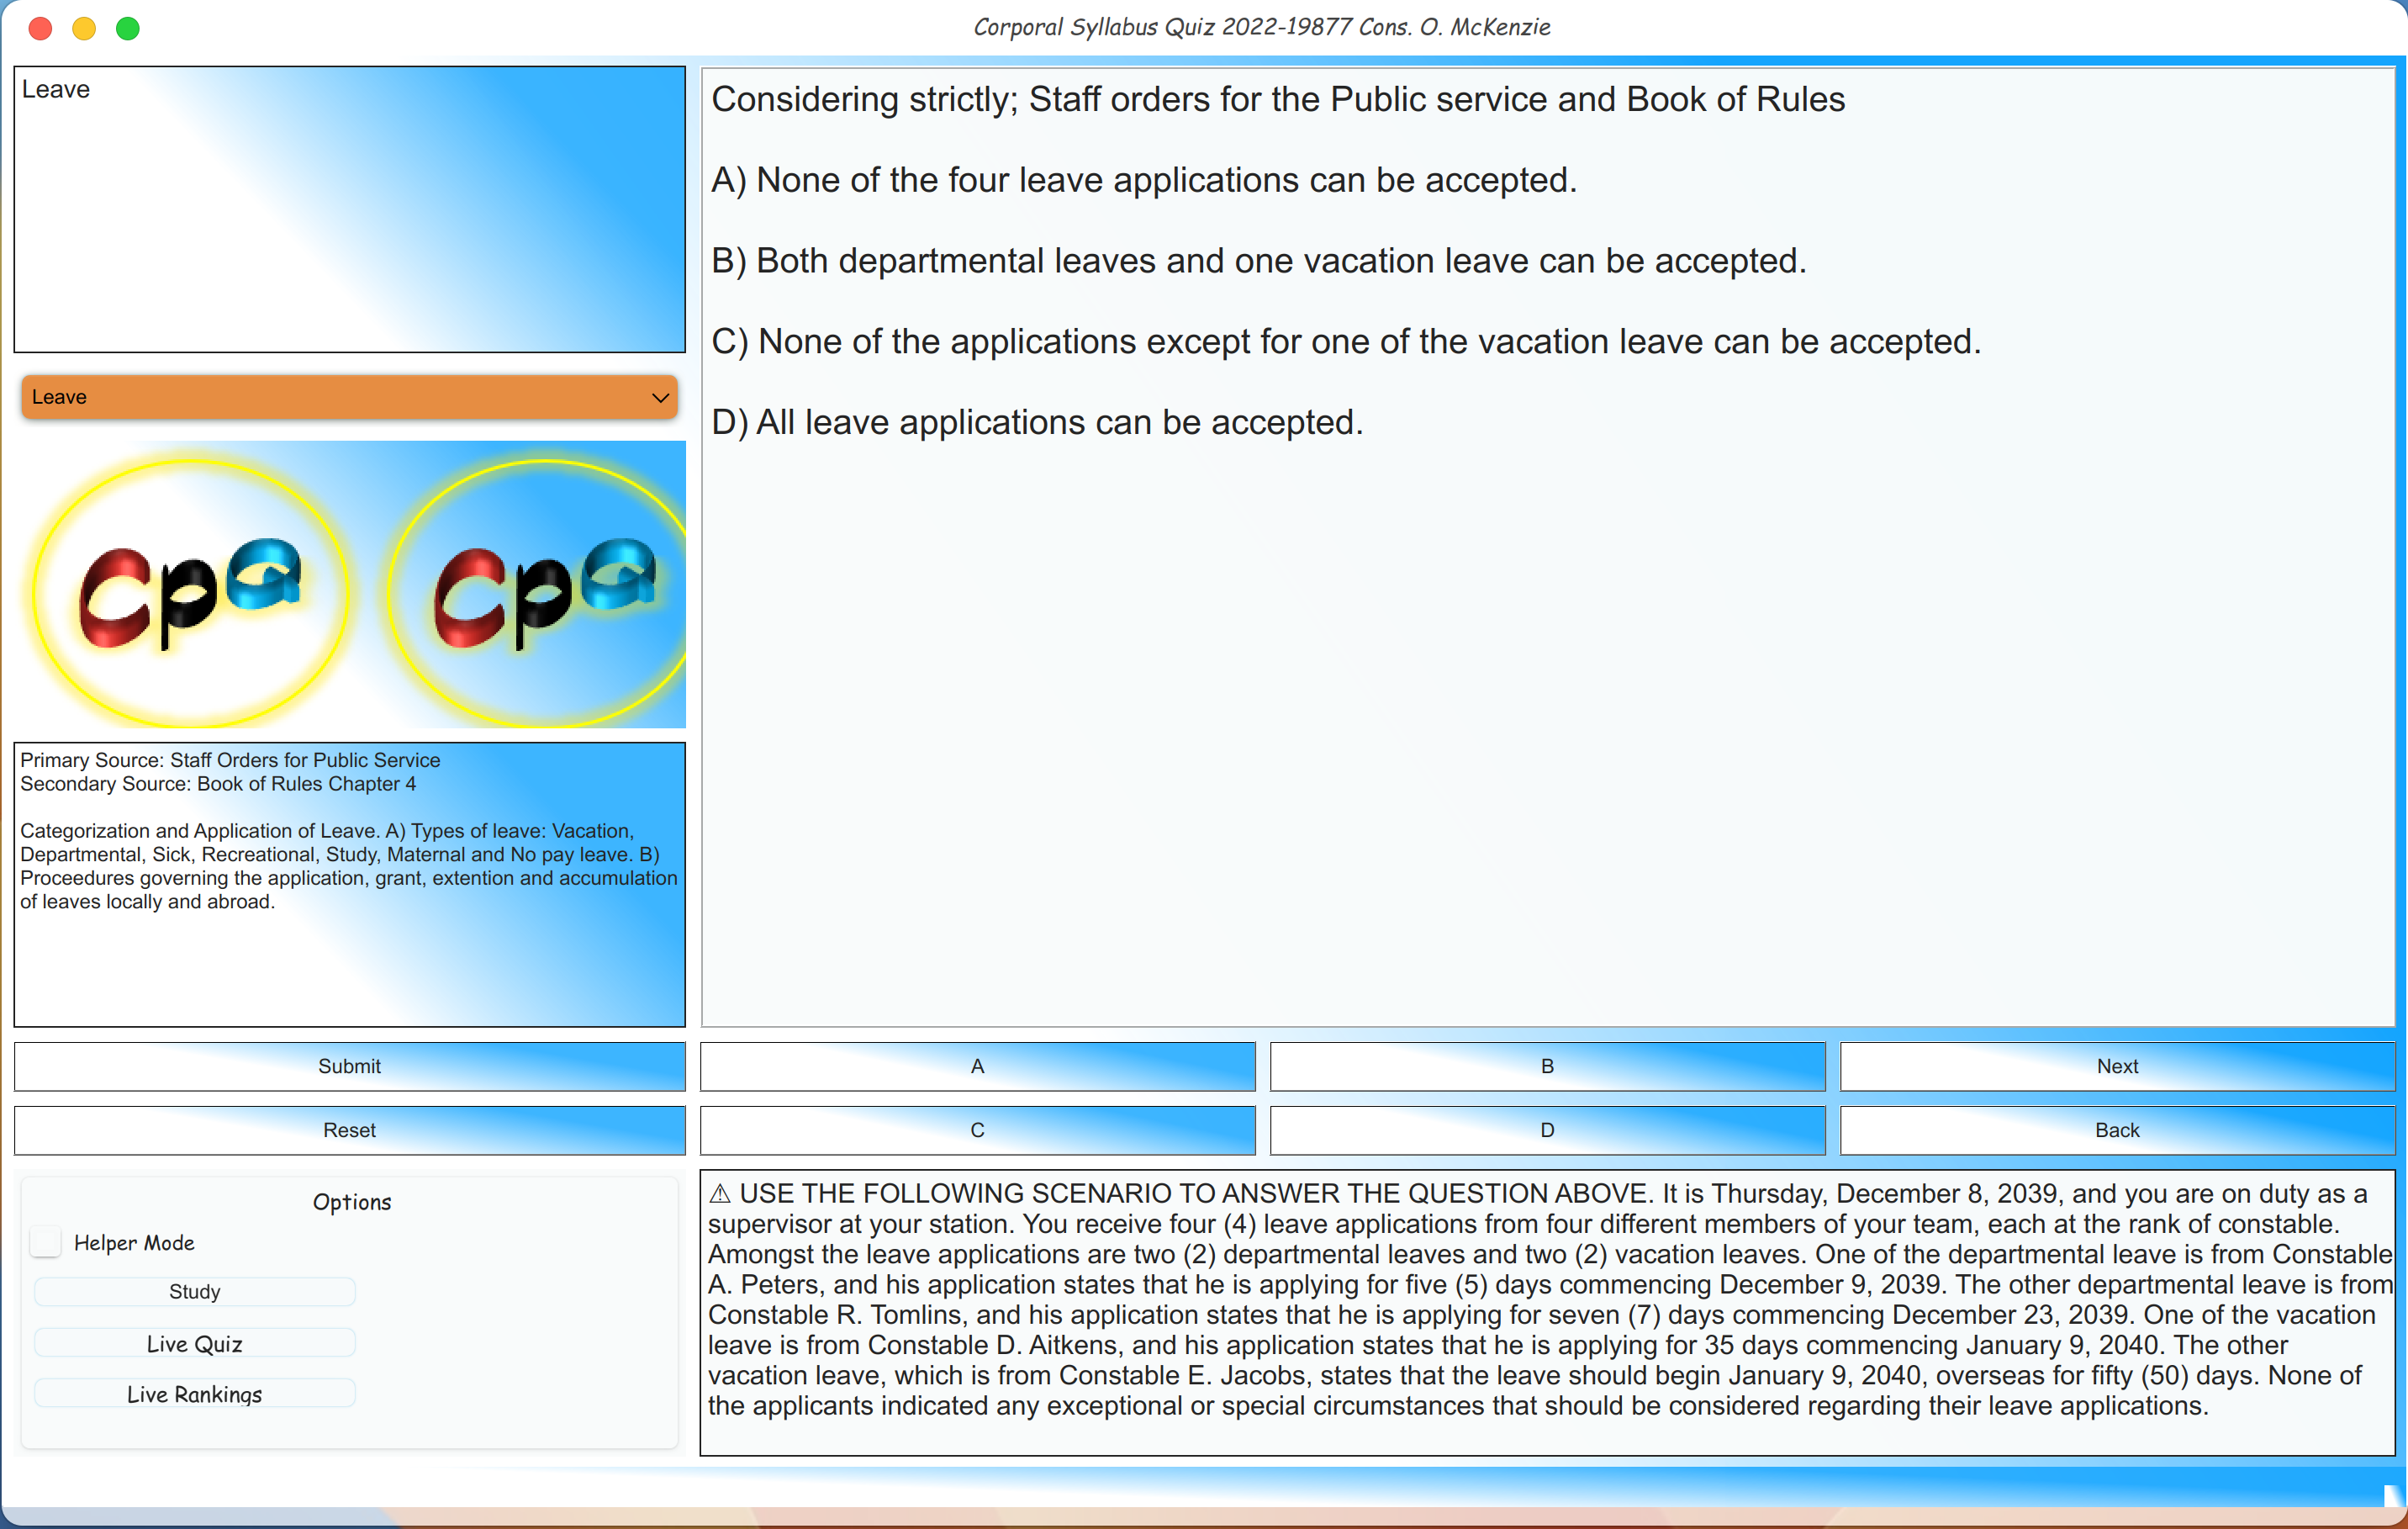 Corporal Syllabus Quiz 2022-19877 Cons. O. McKenzie
Leave
Leave
Cpa Cpa
Primary Source: Staff Orders for Public Service
Secondary Source: Book of Rules Chapter 4
Categorization and Application of Leave. A) Types of leave: Vacation,
Departmental, Sick, Recreational, Study, Maternal and No pay leave. B)
Proceedures governing the application, grant, extention and accumulation
of leaves locally and abroad.
Considering strictly; Staff orders for the Public service and Book of Rules
A) None of the four leave applications can be accepted.
B) Both departmental leaves and one vacation leave can be accepted.
C) None of the applications except for one of the vacation leave can be accepted.
D) All leave applications can be accepted.
Submit
A
B
Next
Reset
C
D
Back
Options
Helper Mode
Study
Live Quiz
Live Rankings
⚠ USE THE FOLLOWING SCENARIO TO ANSWER THE QUESTION ABOVE. It is Thursday, December 8, 2039, and you are on duty as a
supervisor at your station. You receive four (4) leave applications from four different members of your team, each at the rank of constable.
Amongst the leave applications are two (2) departmental leaves and two (2) vacation leaves. One of the departmental leave is from Constable
A. Peters, and his application states that he is applying for five (5) days commencing December 9, 2039. The other departmental leave is from
Constable R. Tomlins, and his application states that he is applying for seven (7) days commencing December 23, 2039. One of the vacation
leave is from Constable D. Aitkens, and his application states that he is applying for 35 days commencing January 9, 2040. The other
vacation leave, which is from Constable E. Jacobs, states that the leave should begin January 9, 2040, overseas for fifty (50) days. None of
the applicants indicated any exceptional or special circumstances that should be considered regarding their leave applications.